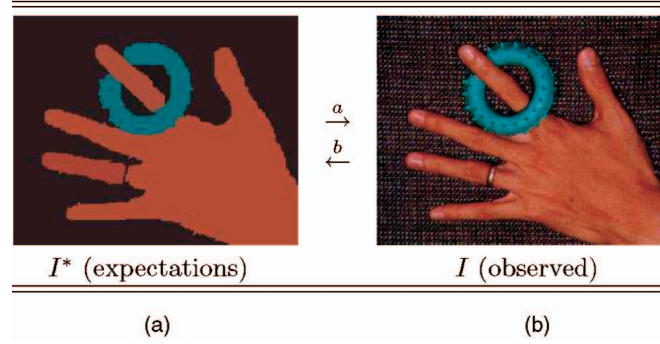 a
→
b
←
I* (expectations) I (observed)
(a) (b)